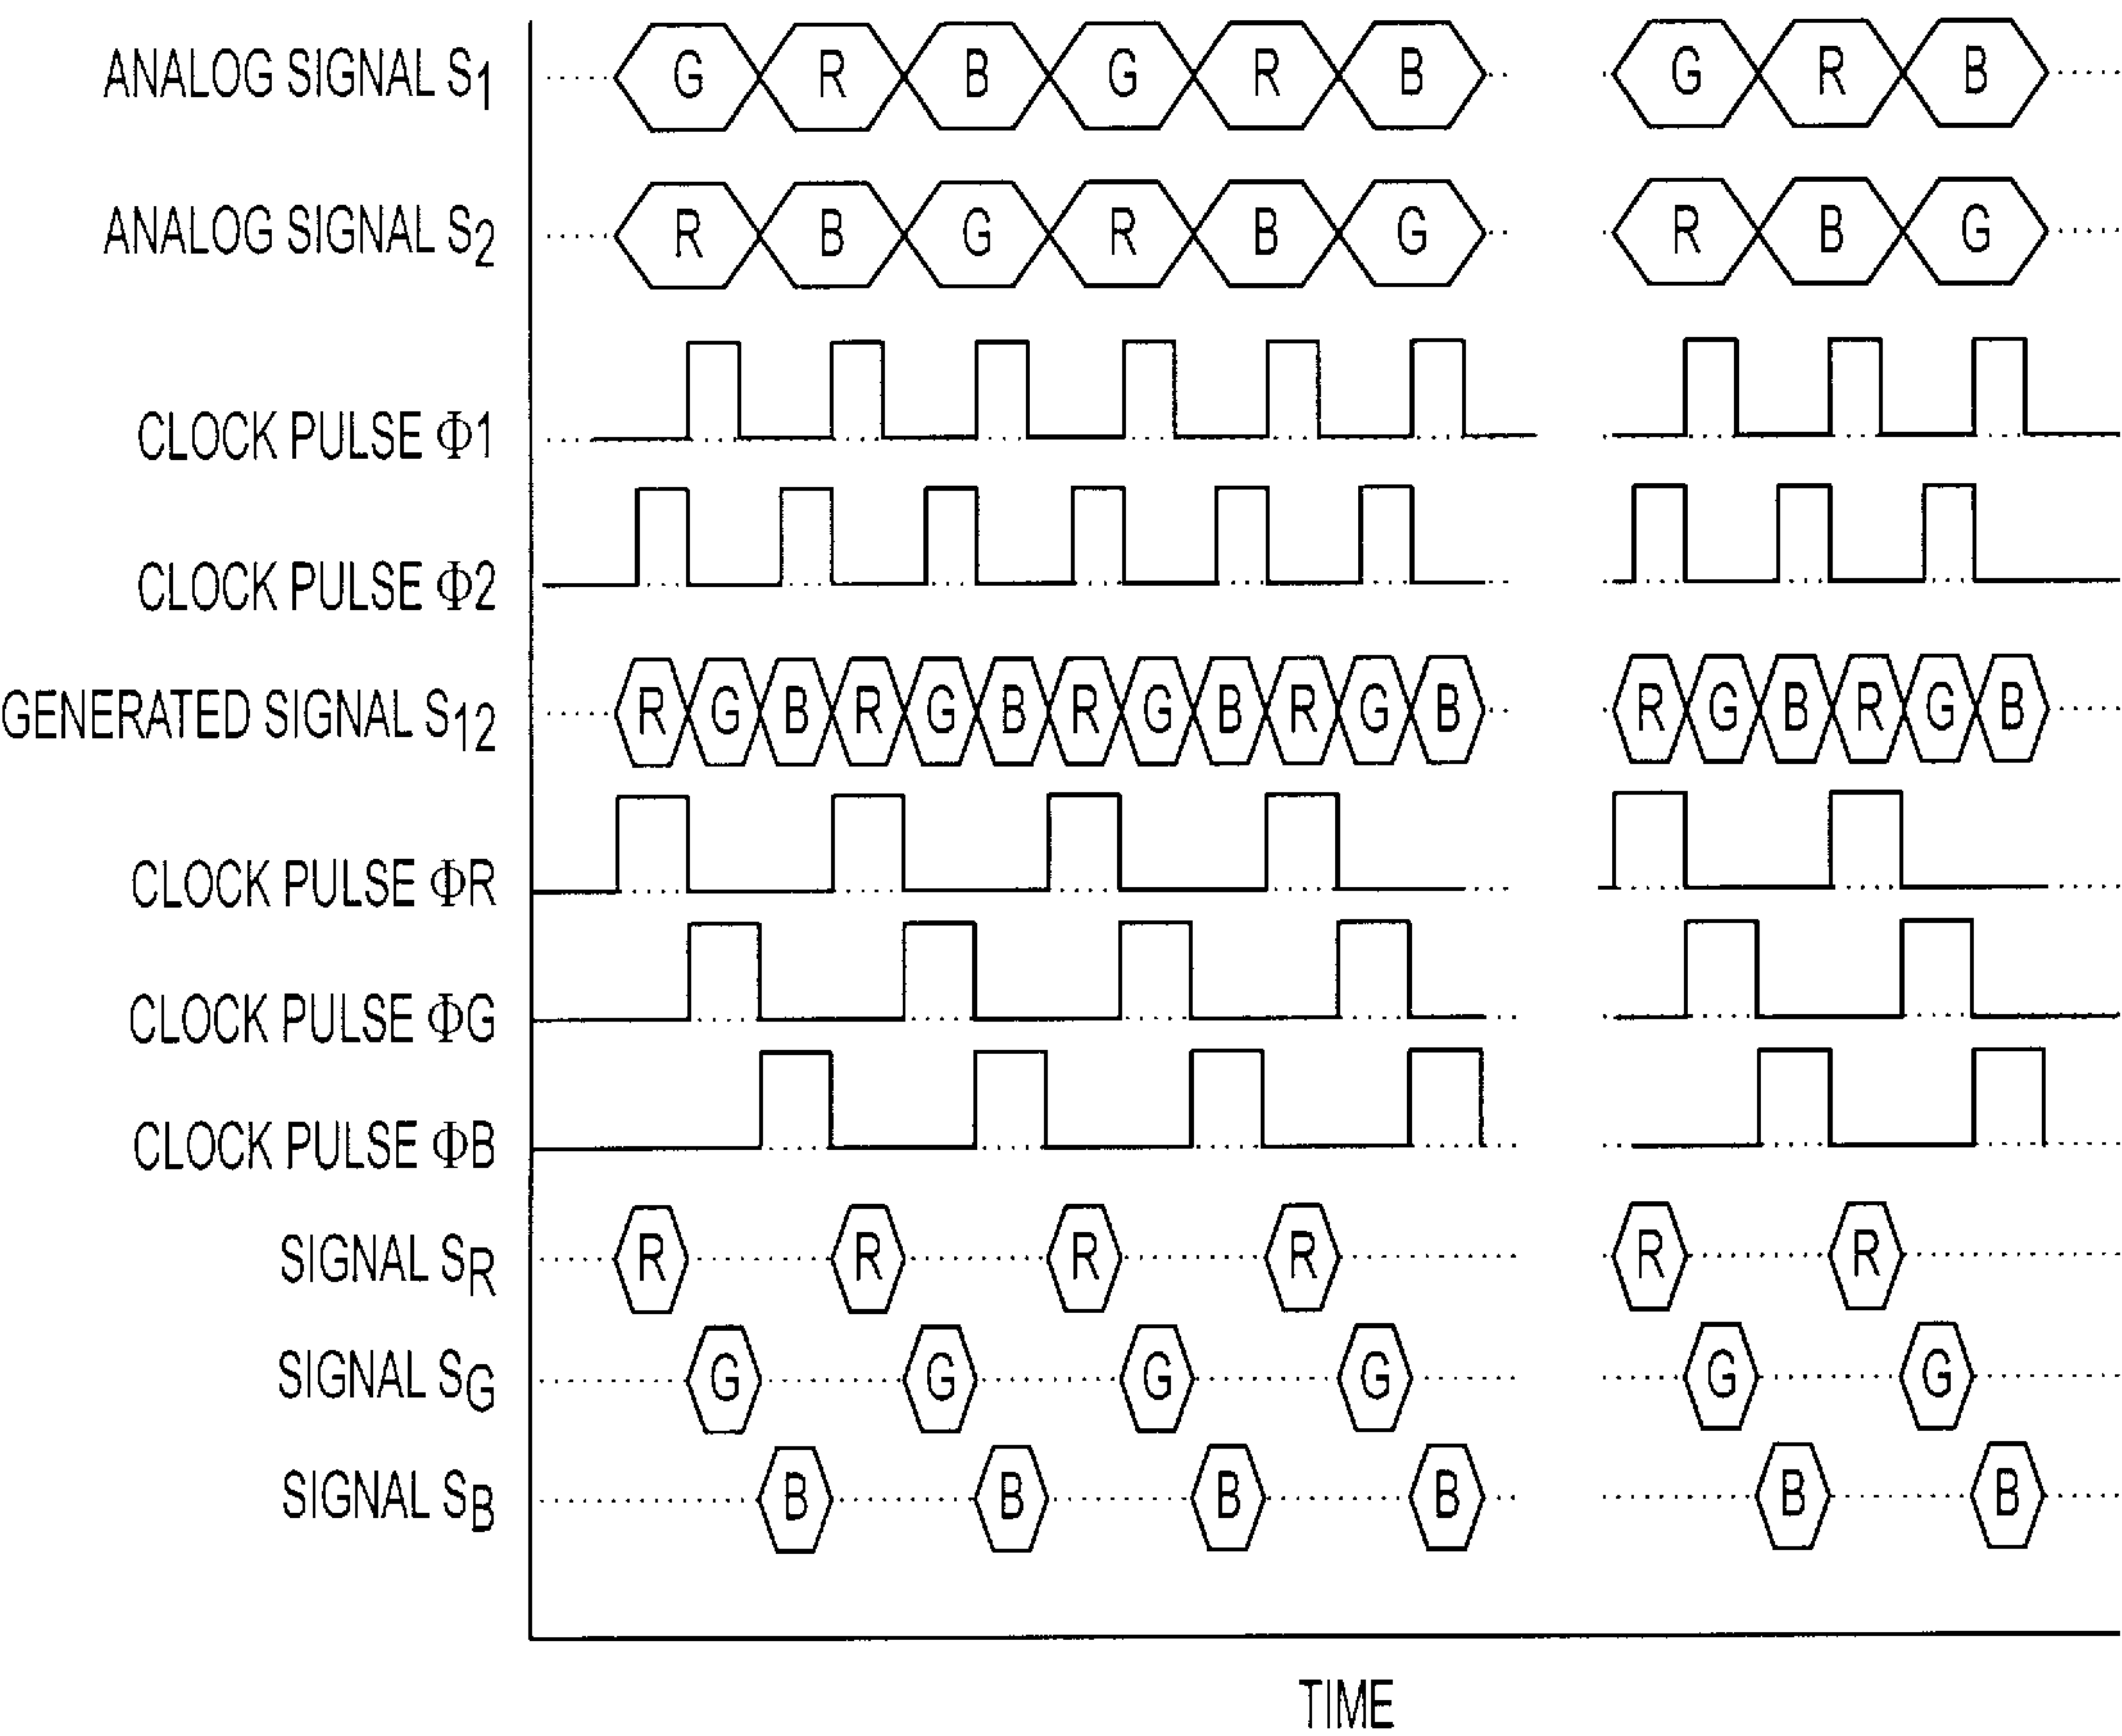 ANALOG SIGNAL S1 G R B G R B G R B
ANALOG SIGNAL S2 R B G R B G R B G
CLOCK PULSE Φ1
CLOCK PULSE Φ2
GENERATED SIGNAL S12 R G B R G B R G B R G B R G B R G B
CLOCK PULSE ΦR
CLOCK PULSE ΦG
CLOCK PULSE ΦB
SIGNAL SR R R R R R R
SIGNAL SG G G G G G G
SIGNAL SB B B B B B B
TIME